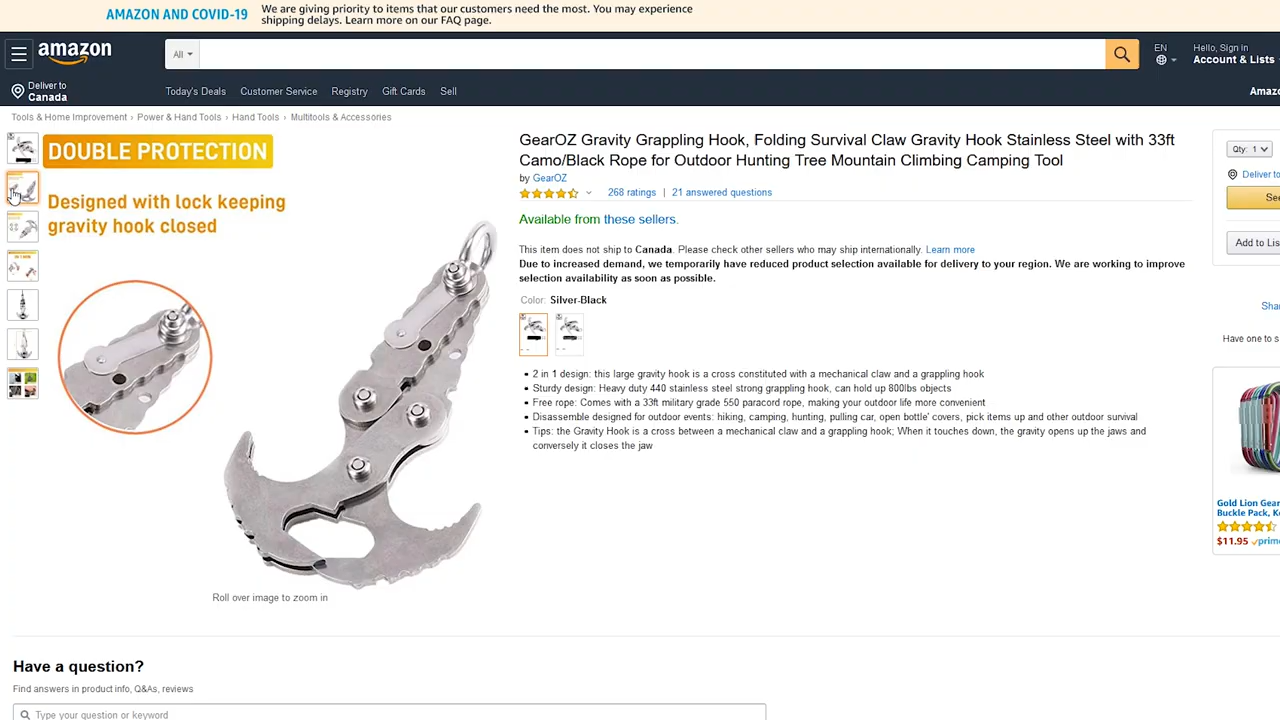 AMAZON AND COVID-19
We are giving priority to items that our customers need the most. You may experience
shipping delays. Learn more on our FAQ page.
amazon
All
EN
Hello, Sign in
Account & Lists
Deliver to
Canada
Today's Deals
Customer Service
Registry
Gift Cards
Sell
Amaz
Tools & Home Improvement › Power & Hand Tools › Hand Tools › Multitools & Accessories
DOUBLE PROTECTION
Designed with lock keeping
gravity hook closed
Roll over image to zoom in
GearOZ Gravity Grappling Hook, Folding Survival Claw Gravity Hook Stainless Steel with 33ft
Camo/Black Rope for Outdoor Hunting Tree Mountain Climbing Camping Tool
by GearOZ
268 ratings | 21 answered questions
Available from these sellers.
This item does not ship to Canada. Please check other sellers who may ship internationally. Learn more
Due to increased demand, we temporarily have reduced product selection available for delivery to your region. We are working to improve
selection availability as soon as possible.
Color: Silver-Black
2 in 1 design: this large gravity hook is a cross constituted with a mechanical claw and a grappling hook
Sturdy design: Heavy duty 440 stainless steel strong grappling hook, can hold up 800lbs objects
Free rope: Comes with a 33ft military grade 550 paracord rope, making your outdoor life more convenient
Disassemble designed for outdoor events: hiking, camping, hunting, pulling car, open bottle' covers, pick items up and other outdoor survival
Tips: the Gravity Hook is a cross between a mechanical claw and a grappling hook; When it touches down, the gravity opens up the jaws and
conversely it closes the jaw
Qty: 1
Deliver to
See
Add to Lis
Shar
Have one to s
Gold Lion Gear
Buckle Pack, Ke
$11.95 prime
Have a question?
Find answers in product info, Q&As, reviews
Type your question or keyword